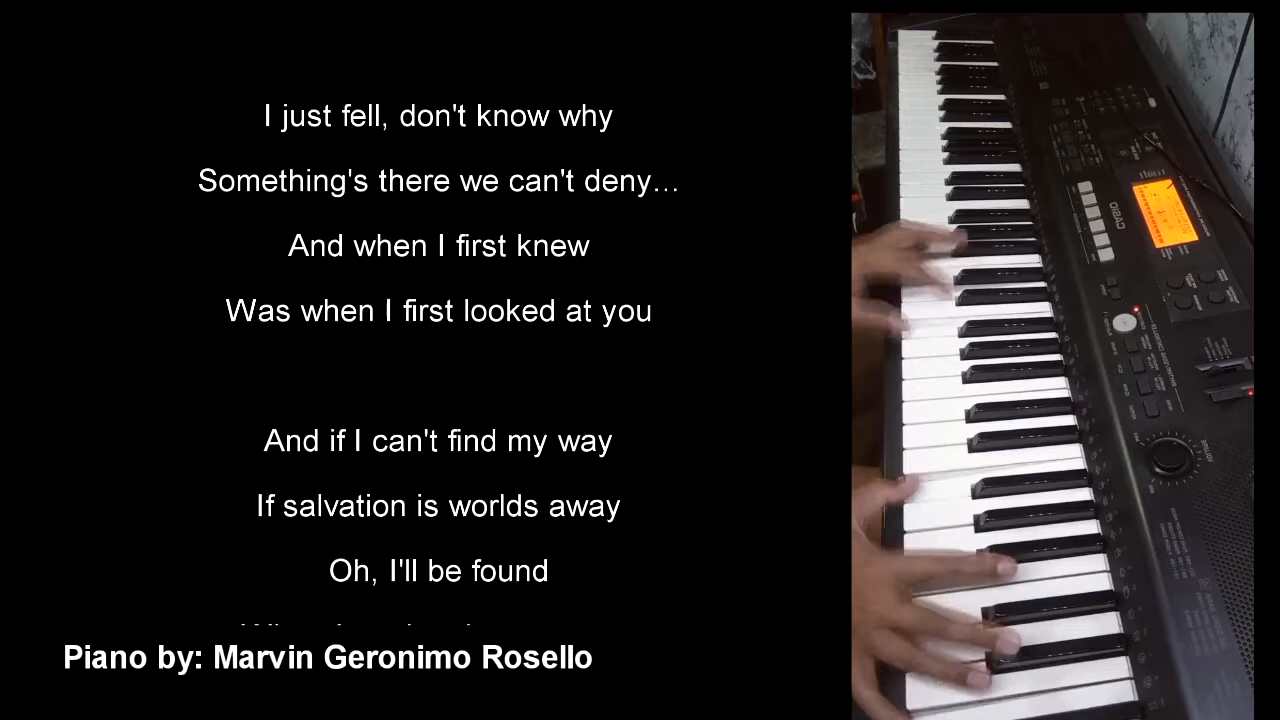 I just fell, don't know why
Something's there we can't deny…
And when I first knew
Was when I first looked at you
And if I can't find my way
If salvation is worlds away
Oh, I'll be found
Piano by: Marvin Geronimo Rosello
CASIO